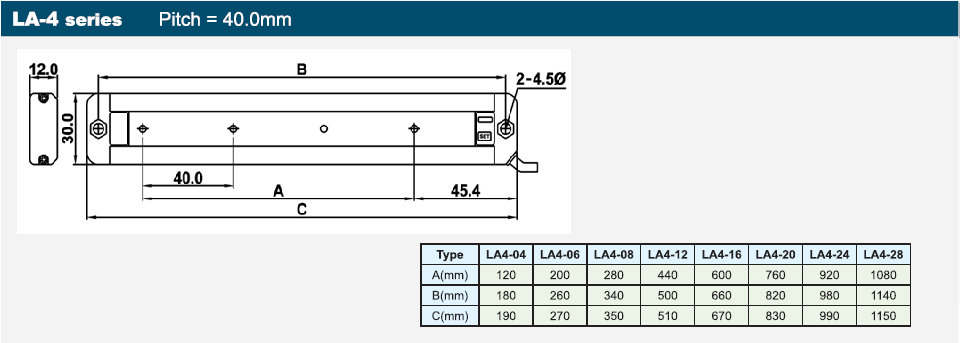 LA-4 series Pitch = 40.0mm
12.0 B 2-4.5Ø
30.0
SET
40.0 A 45.4
C
Type LA4-04 LA4-06 LA4-08 LA4-12 LA4-16 LA4-20 LA4-24 LA4-28
A(mm) 120 200 280 440 600 760 920 1080
B(mm) 180 260 340 500 660 820 980 1140
C(mm) 190 270 350 510 670 830 990 1150